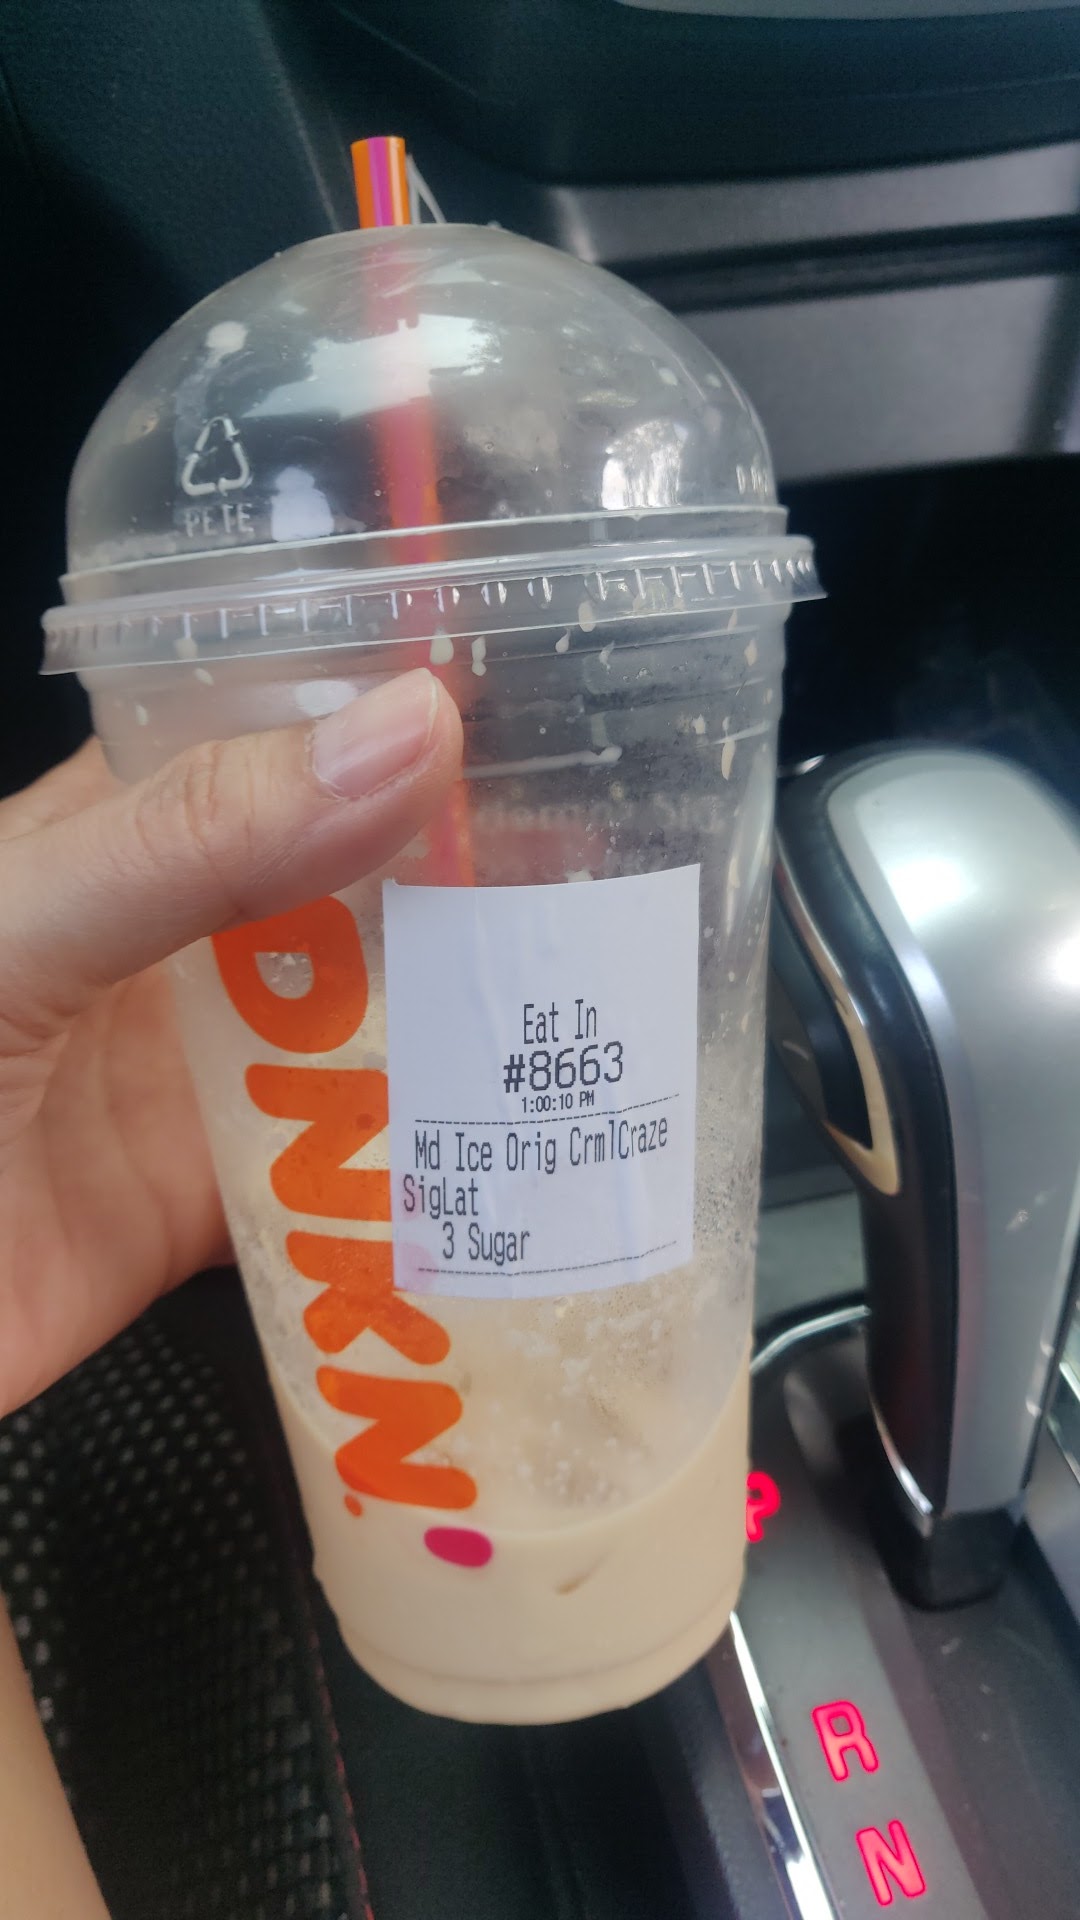 PETE
Eat In
#8663
1:00:10 PM
Md Ice Orig CrmlCraze
SigLat
3 Sugar
DNKN
P
R
N